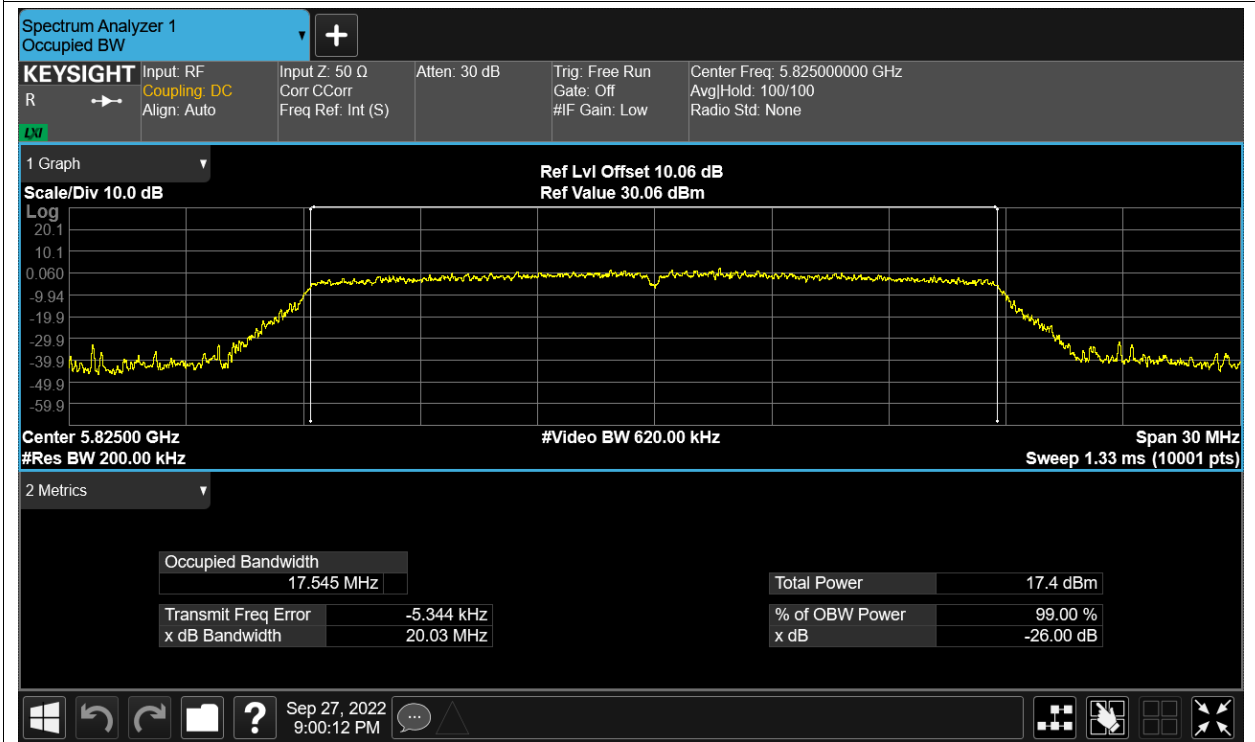 Spectrum Analyzer 1
Occupied BW
KEYSIGHT
R
LXI
Input: RF
Coupling: DC
Align: Auto
Input Z: 50 Ω
Corr CCorr
Freq Ref: Int (S)
Atten: 30 dB
Trig: Free Run
Gate: Off
#IF Gain: Low
Center Freq: 5.825000000 GHz
Avg|Hold: 100/100
Radio Std: None
1 Graph
Scale/Div 10.0 dB
Ref Lvl Offset 10.06 dB
Ref Value 30.06 dBm
Log
20.1
10.1
0.060
-9.94
-19.9
-29.9
-39.9
-49.9
-59.9
Center 5.82500 GHz
#Video BW 620.00 kHz
Span 30 MHz
#Res BW 200.00 kHz
Sweep 1.33 ms (10001 pts)
2 Metrics
Occupied Bandwidth
17.545 MHz
Transmit Freq Error -5.344 kHz
x dB Bandwidth 20.03 MHz
Total Power 17.4 dBm
% of OBW Power 99.00 %
x dB -26.00 dB
?
Sep 27, 2022
9:00:12 PM